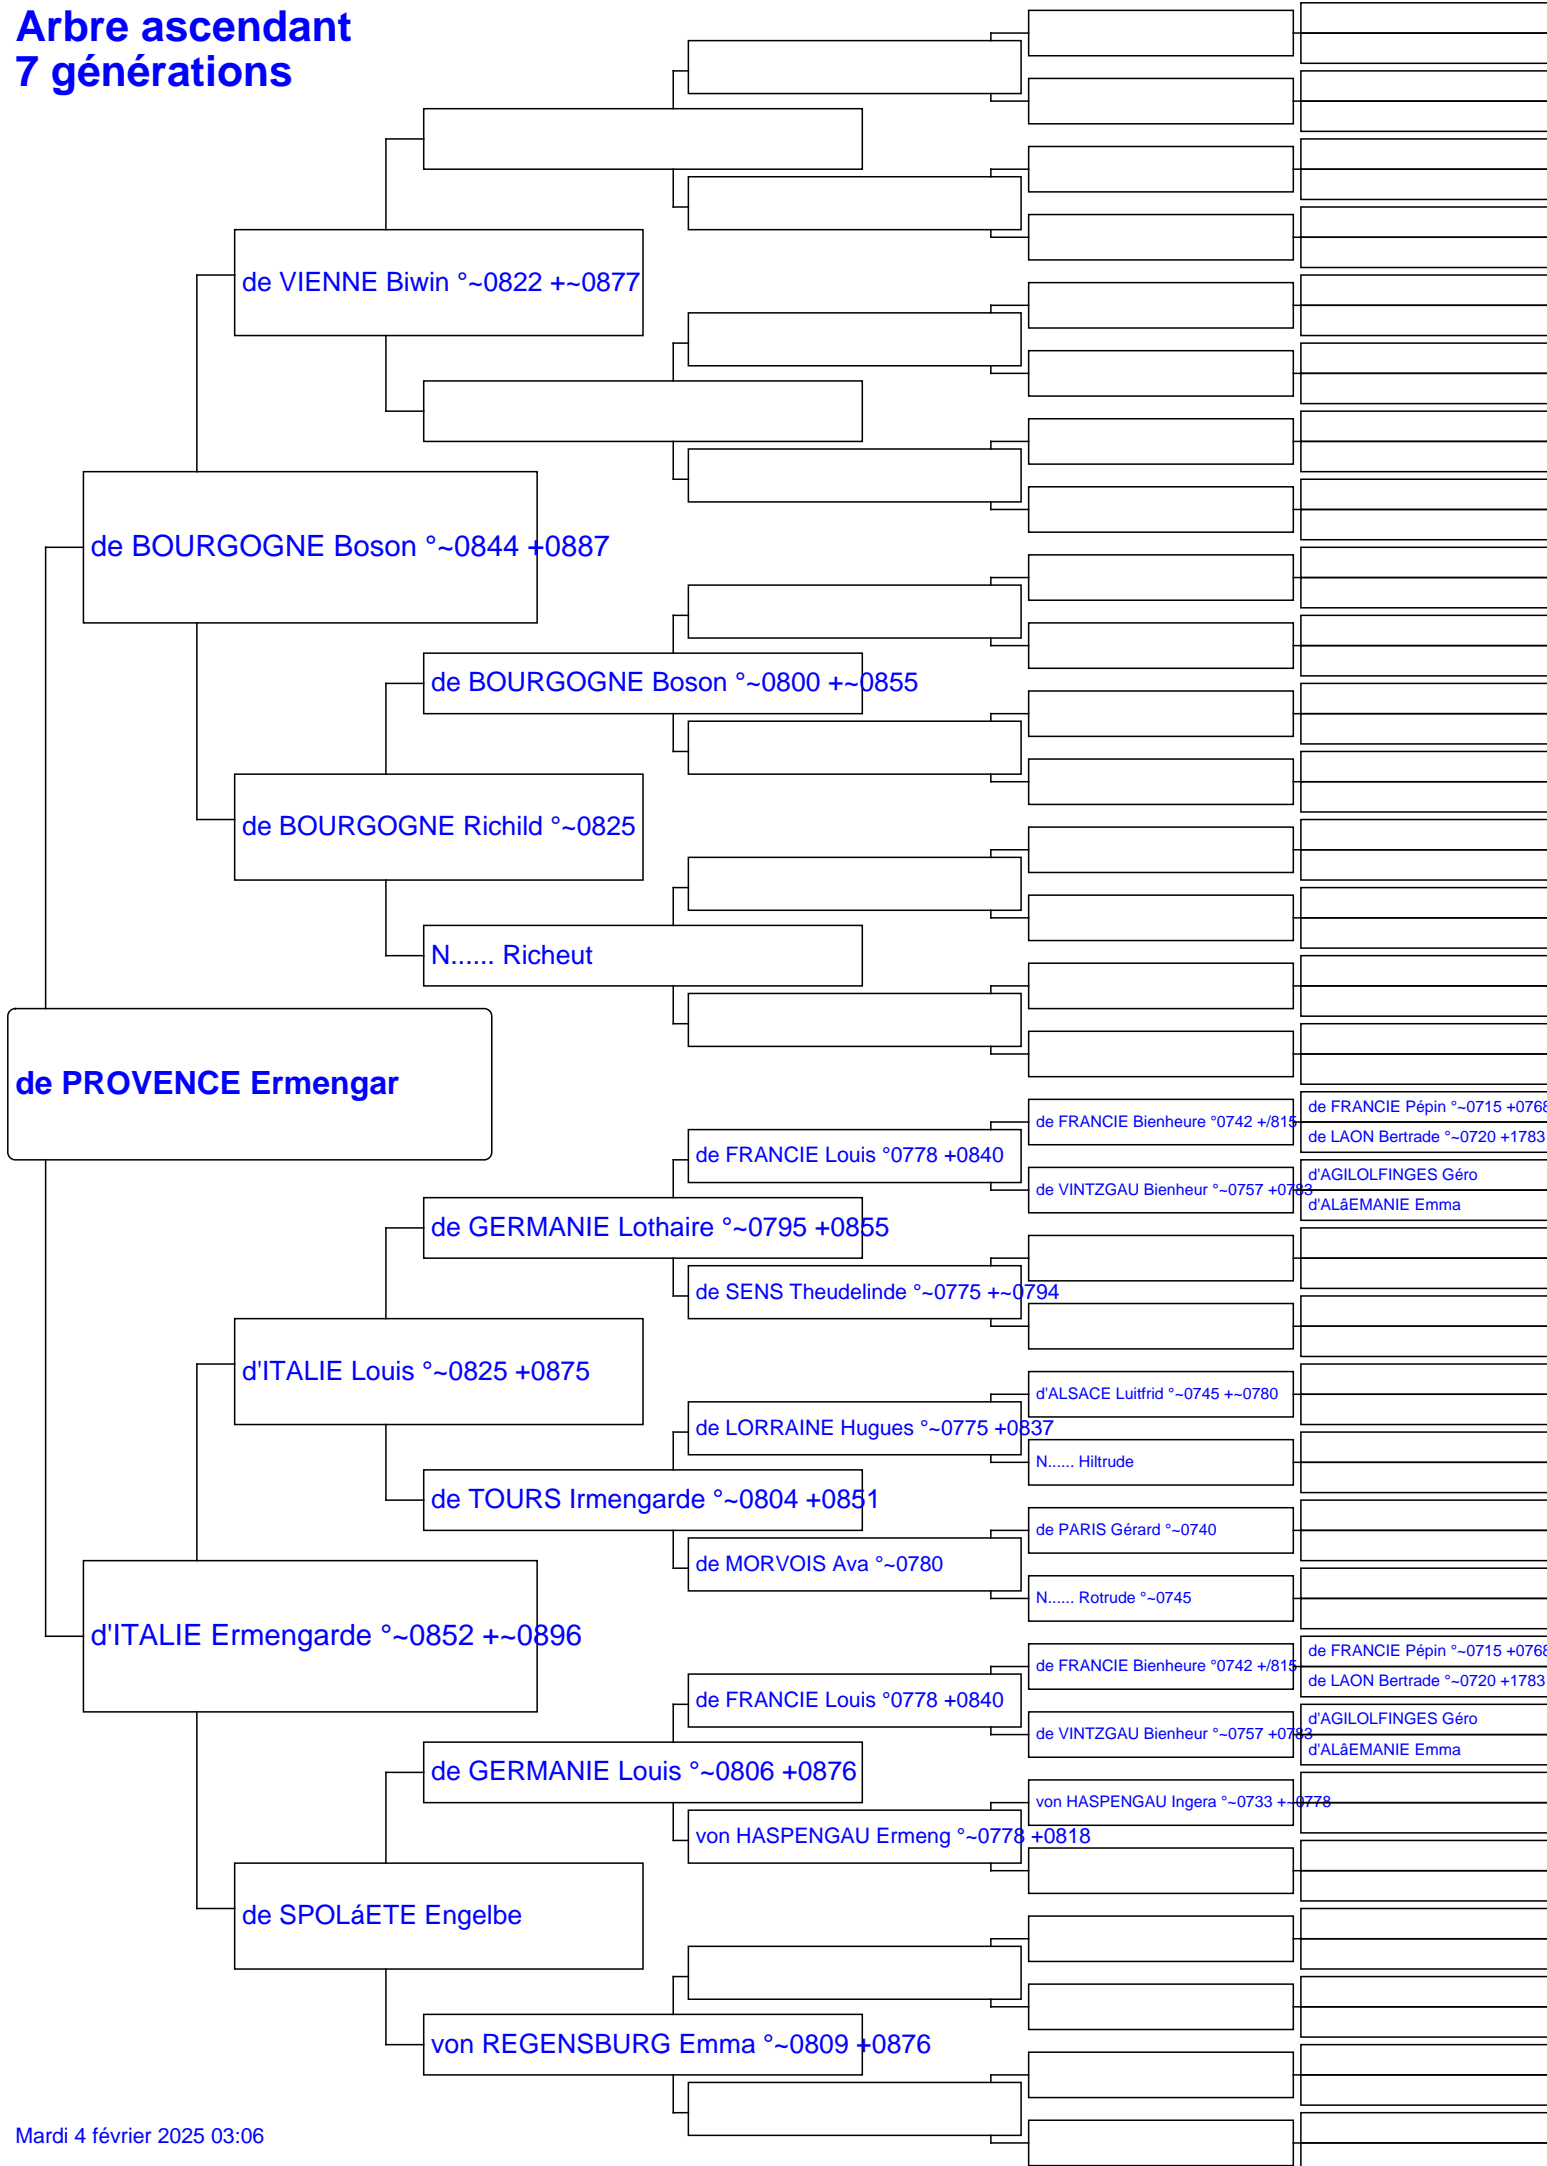 Arbre ascendant
7 générations
de VIENNE Biwin °~0822 +~0877
de BOURGOGNE Boson °~0844 +0887
de BOURGOGNE Boson °~0800 +~0855
de BOURGOGNE Richild °~0825
N...... Richeut
de PROVENCE Ermengar
de FRANCIE Pépin °~0715 +0768
de FRANCIE Bienheure °0742 +/815
de LAON Bertrade °~0720 +1783
de FRANCIE Louis °0778 +0840
d'AGILOLFINGES Géro
de VINTZGAU Bienheur °~0757 +0783
d'ALâEMANIE Emma
de GERMANIE Lothaire °~0795 +0855
de SENS Theudelinde °~0775 +~0794
d'ITALIE Louis °~0825 +0875
d'ALSACE Luitfrid °~0745 +~0780
de LORRAINE Hugues °~0775 +0837
N...... Hiltrude
de TOURS Irmengarde °~0804 +0851
de PARIS Gérard °~0740
de MORVOIS Ava °~0780
N...... Rotrude °~0745
d'ITALIE Ermengarde °~0852 +~0896
de FRANCIE Pépin °~0715 +0768
de FRANCIE Bienheure °0742 +/815
de LAON Bertrade °~0720 +1783
de FRANCIE Louis °0778 +0840
d'AGILOLFINGES Géro
de VINTZGAU Bienheur °~0757 +0783
d'ALâEMANIE Emma
de GERMANIE Louis °~0806 +0876
von HASPENGAU Ingera °~0733 +~0778
von HASPENGAU Ermeng °~0778 +0818
de SPOLáETE Engelbe
von REGENSBURG Emma °~0809 +0876
Mardi 4 février 2025 03:06